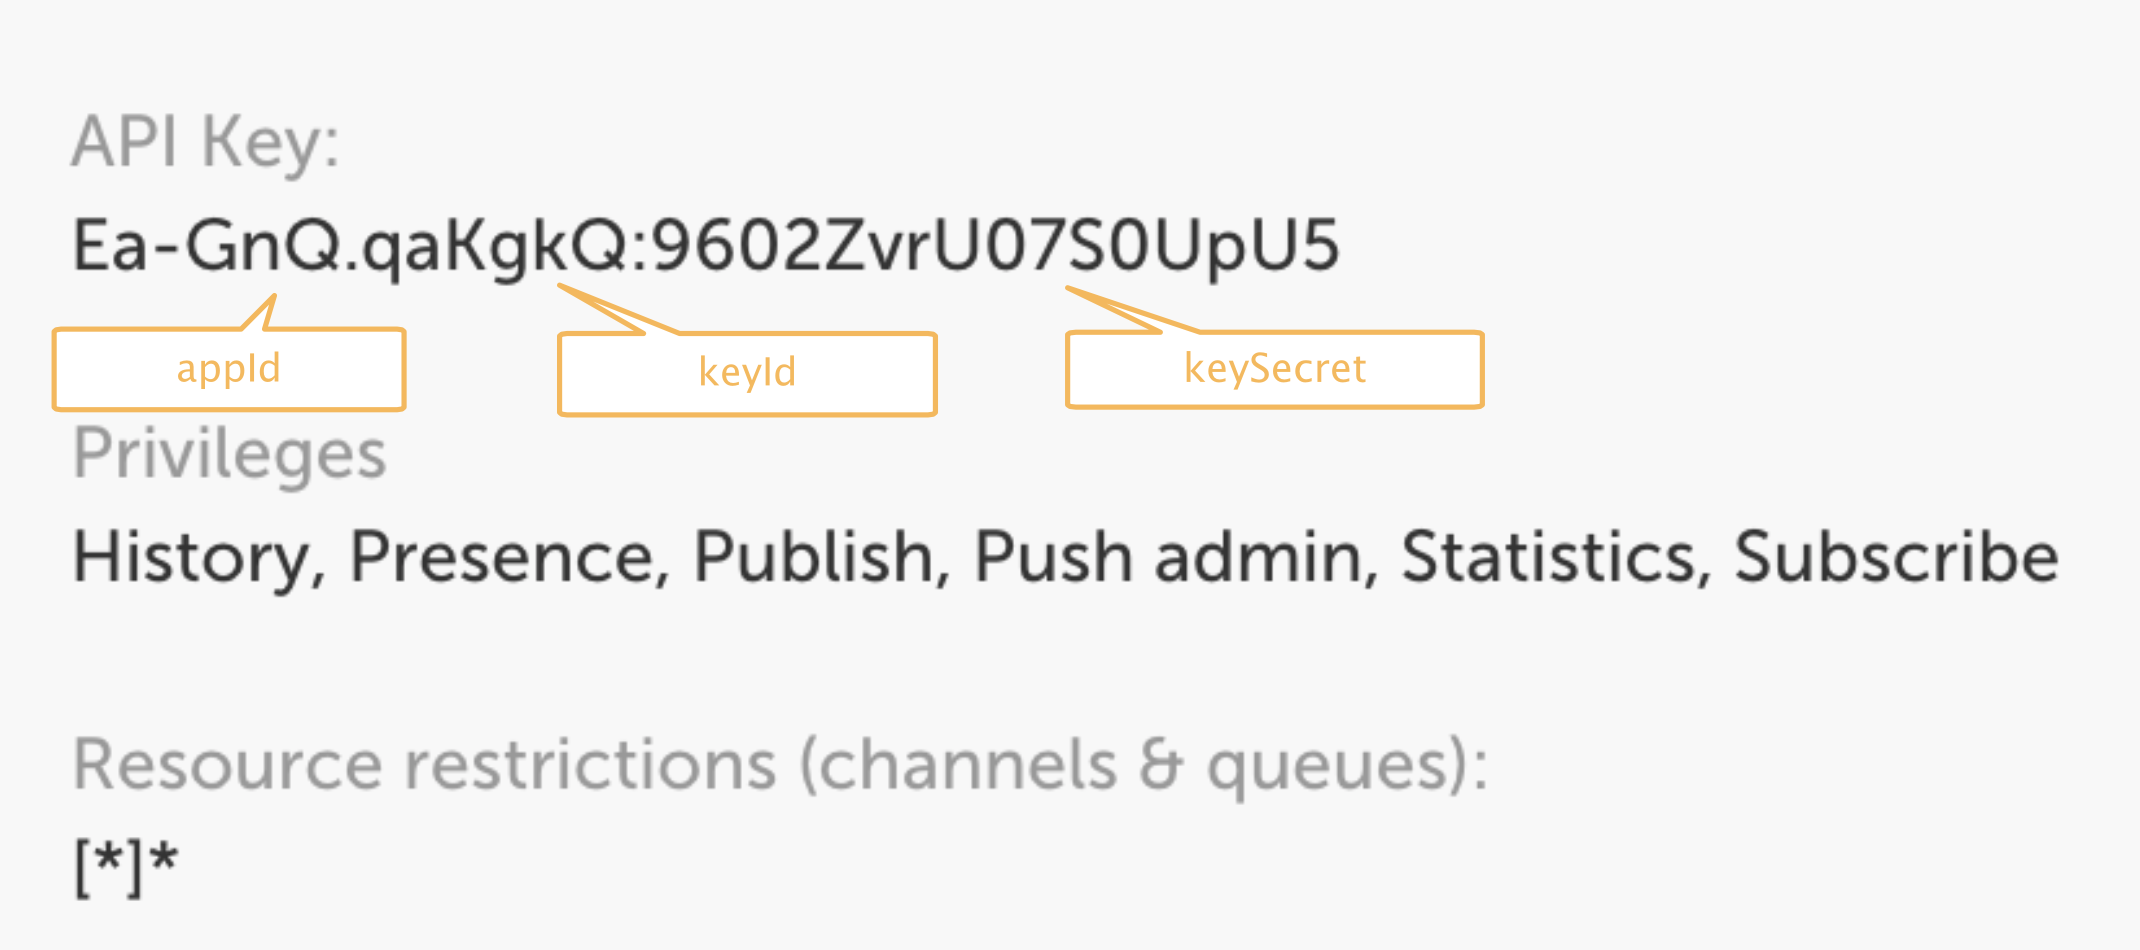 API Key:
Ea-GnQ.qaKgkQ:9602ZvrU07S0UpU5
appId
keyId
keySecret
Privileges
History, Presence, Publish, Push admin, Statistics, Subscribe
Resource restrictions (channels & queues):
[*]*